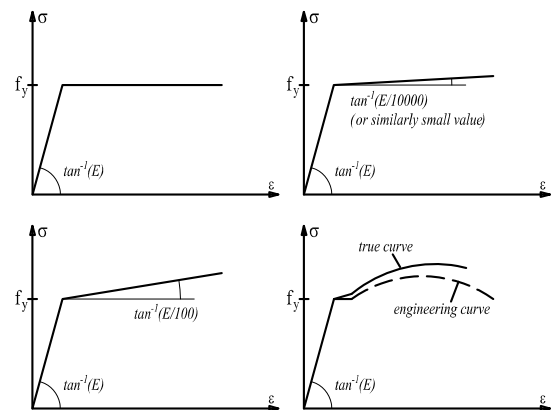 σ
f_y
tan⁻¹(E)
ε
σ
f_y
tan⁻¹(E/10000)
(or similarly small value)
tan⁻¹(E)
ε
σ
f_y
tan⁻¹(E/100)
tan⁻¹(E)
ε
σ
true curve
f_y
engineering curve
tan⁻¹(E)
ε